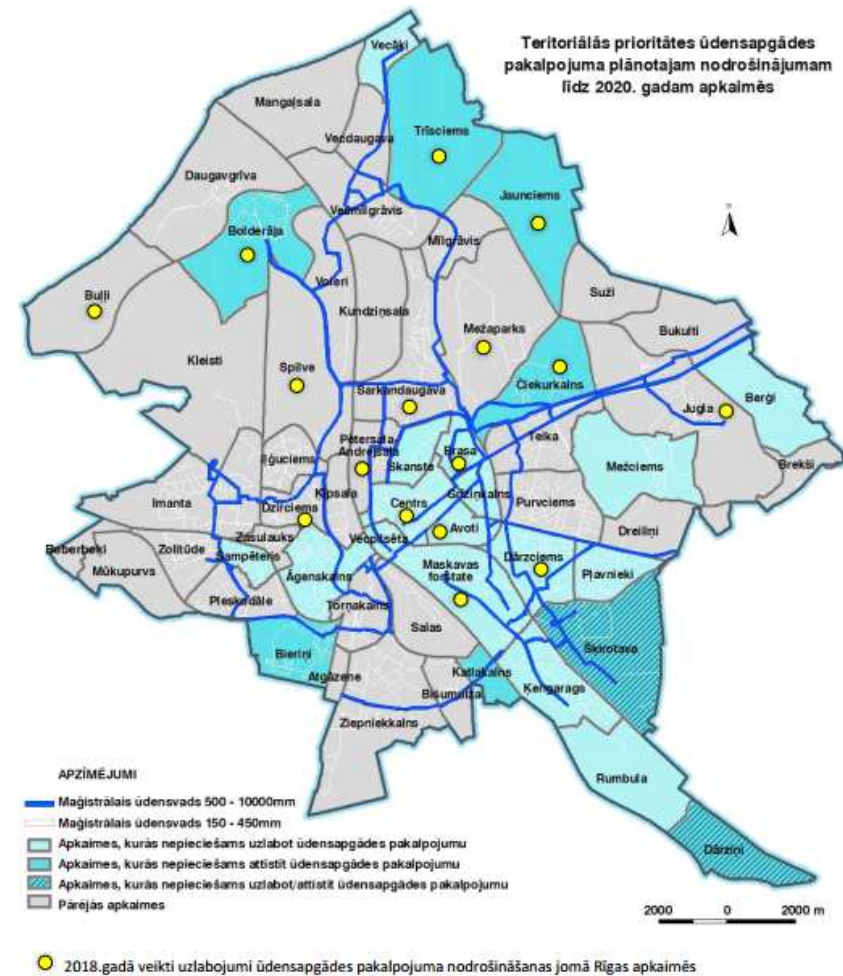 Teritoriālās prioritātes ūdensapgādes
pakalpojuma plānotajam nodrošinājumam
līdz 2020. gadam apkaimēs
Vecāķi
Mangaļsala
Trīsciems
Vecdaugava
Daugavgrīva
Jaunciems
Vecmīlgrāvis
Bolderāja
Mīlgrāvis
Voleri
Suži
Buļļi
Kundziņsala
Mežaparks
Bukulti
Kleisti
Spilve
Čiekurkalns
Sarkandaugava
Jugla
Berģi
Pētersala-
Andrejsala
Teika
Brasa
Iļģuciems
Skanste
Mežciems
Brekši
Imanta
Ķīpsala
Grīziņkalns
Centrs
Purvciems
Dzirciems
Avoti
Dreiliņi
Zasulauks
Vecpilsēta
Beberbeķi
Zolitūde
Šampēteris
Maskavas
forštate
Dārzciems
Pļavnieki
Mūkupurvs
Āgenskalns
Pleskodāle
Torņakalns
Salas
Šķirotava
Bieriņi
Katlakalns
Atgāzene
Bišumuiža
Ķengarags
Ziepniekkalns
Rumbula
Dārziņi
APZĪMĒJUMI
Maģistrālais ūdensvads 500 - 10000mm
Maģistrālais ūdensvads 150 - 450mm
Apkaimes, kurās nepieciešams uzlabot ūdensapgādes pakalpojumu
Apkaimes, kurās nepieciešams attīstīt ūdensapgādes pakalpojumu
Apkaimes, kurās nepieciešams uzlabot/attīstīt ūdensapgādes pakalpojumu
Pārējās apkaimes
2000 0 2000 m
2018.gadā veikti uzlabojumi ūdensapgādes pakalpojuma nodrošināšanas jomā Rīgas apkaimēs